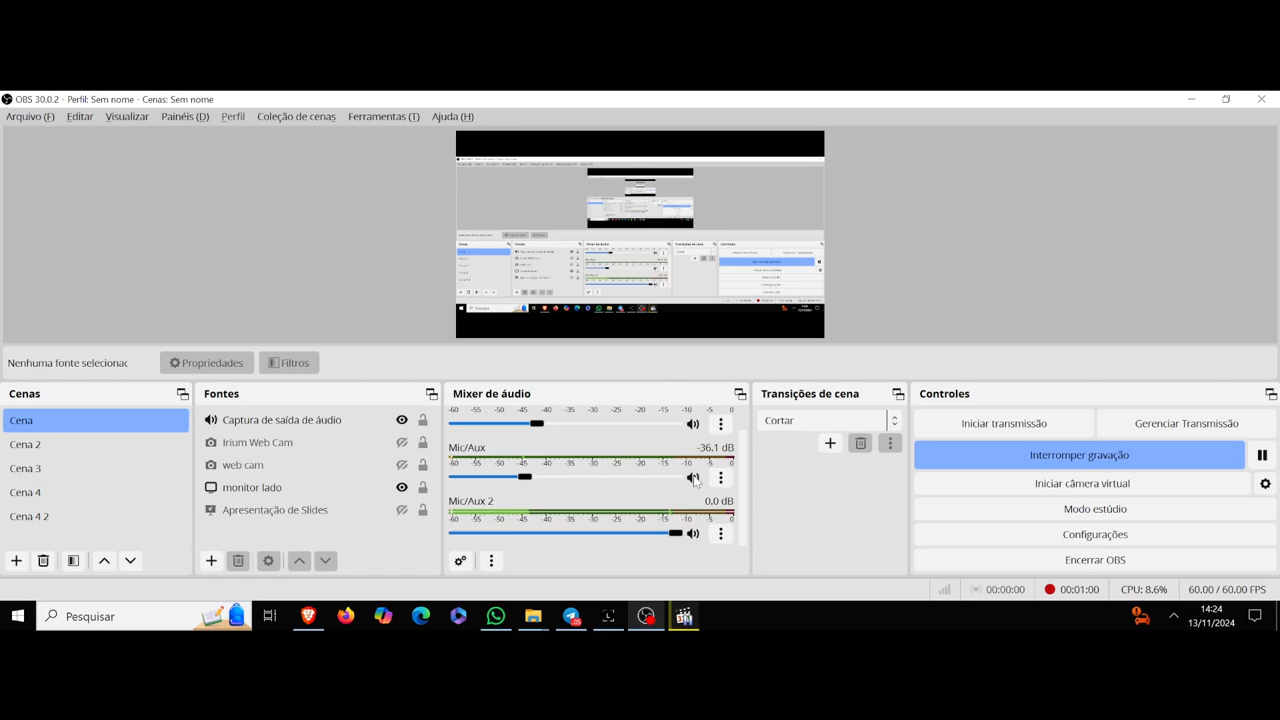 OBS 30.0.2 - Perfil: Sem nome - Cenas: Sem nome
Arquivo (F) Editar Visualizar Painéis (D) Perfil Coleção de cenas Ferramentas (T) Ajuda (H)
Nenhuma fonte selecionac Propriedades Filtros
Cenas
Cena
Cena 2
Cena 3
Cena 4
Cena 4 2
Fontes
Captura de saída de áudio
Irium Web Cam
web cam
monitor lado
Apresentação de Slides
Mixer de áudio
-60 -55 -50 -45 -40 -35 -30 -25 -20 -15 -10 -5 0
Mic/Aux -36.1 dB
-60 -55 -50 -45 -40 -35 -30 -25 -20 -15 -10 -5 0
Mic/Aux 2 0.0 dB
-60 -55 -50 -45 -40 -35 -30 -25 -20 -15 -10 -5 0
Transições de cena
Cortar
Controles
Iniciar transmissão Gerenciar Transmissão
Interromper gravação
Iniciar câmera virtual
Modo estúdio
Configurações
Encerrar OBS
00:00:00 00:01:00 CPU: 8.6% 60.00 / 60.00 FPS
Pesquisar
14:24
13/11/2024